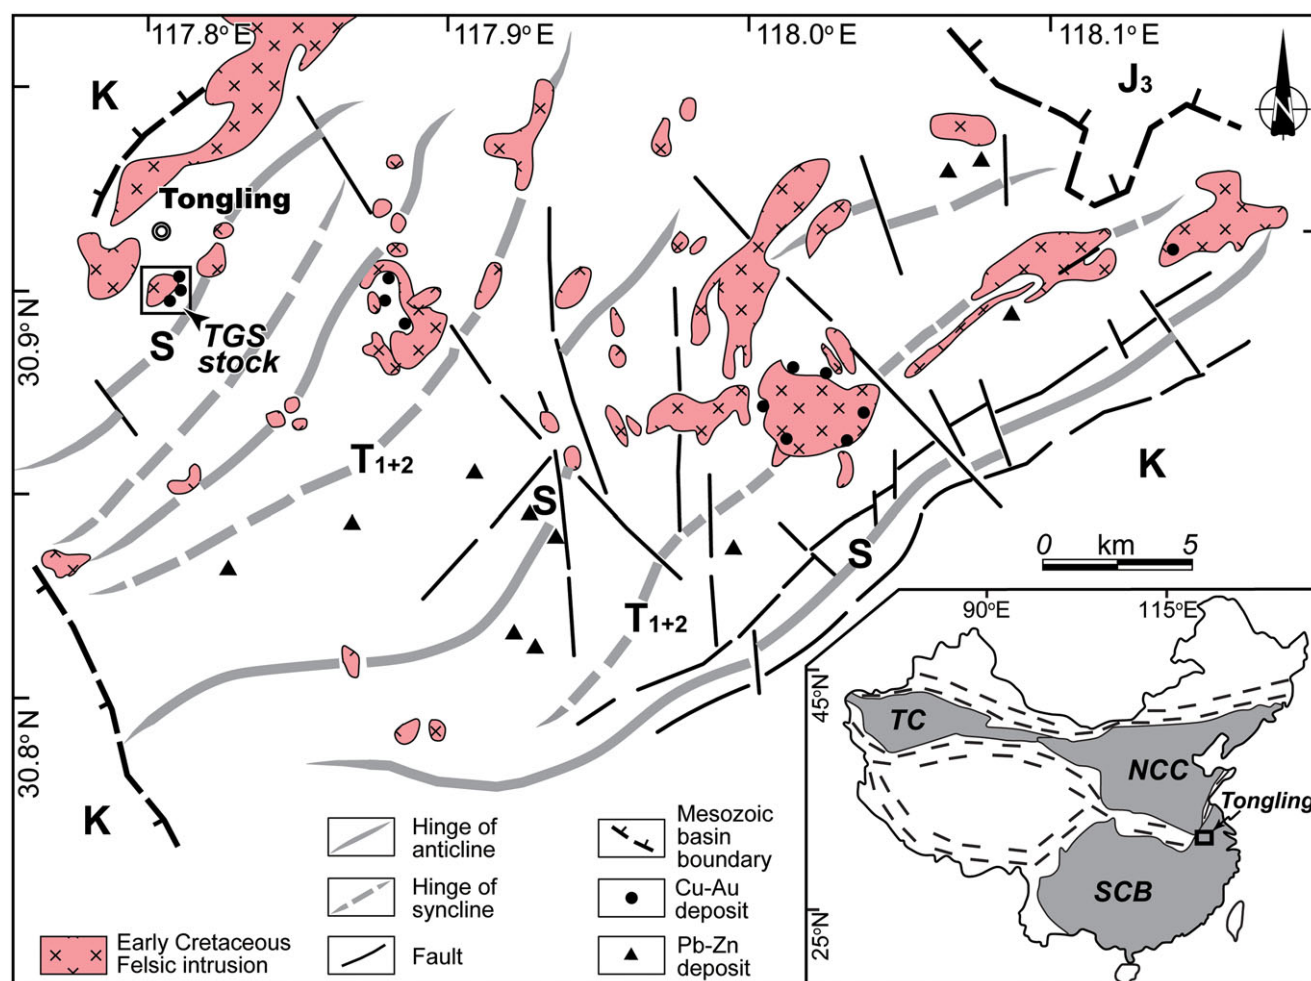 117.8°E
117.9°E
118.0°E
118.1°E
K
J3
N
Tongling
30.9°N
S
TGS
stock
T1+2
K
S
S
0 km 5
T1+2
30.8°N
K
90°E
115°E
45°N
TC
NCC
Tongling
SCB
25°N
Hinge of
anticline
Mesozoic
basin
boundary
Hinge of
syncline
Cu-Au
deposit
Early Cretaceous
Felsic intrusion
Fault
Pb-Zn
deposit